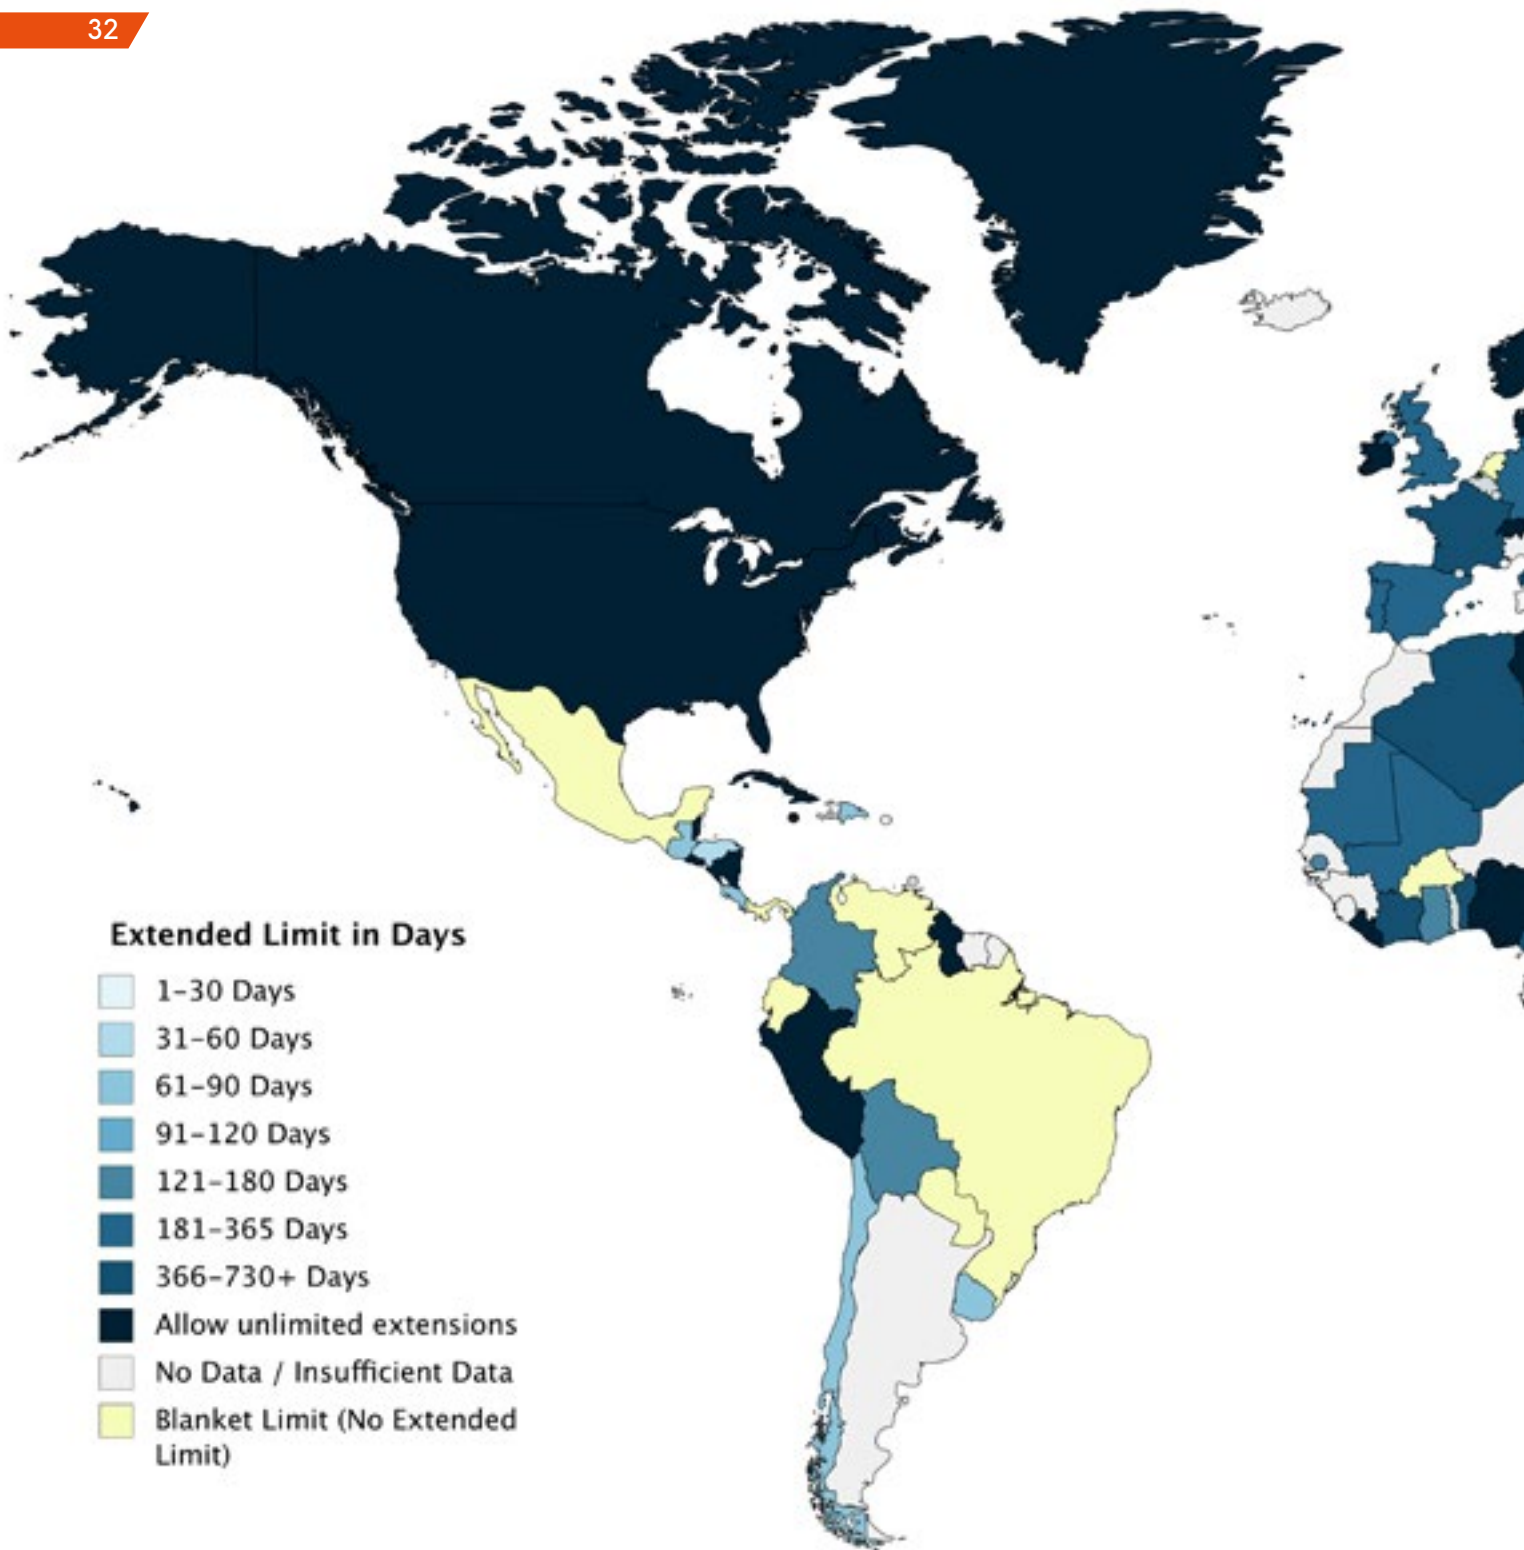 32
Extended Limit in Days
1–30 Days
31–60 Days
61–90 Days
91–120 Days
121–180 Days
181–365 Days
366–730+ Days
Allow unlimited extensions
No Data / Insufficient Data
Blanket Limit (No Extended
Limit)